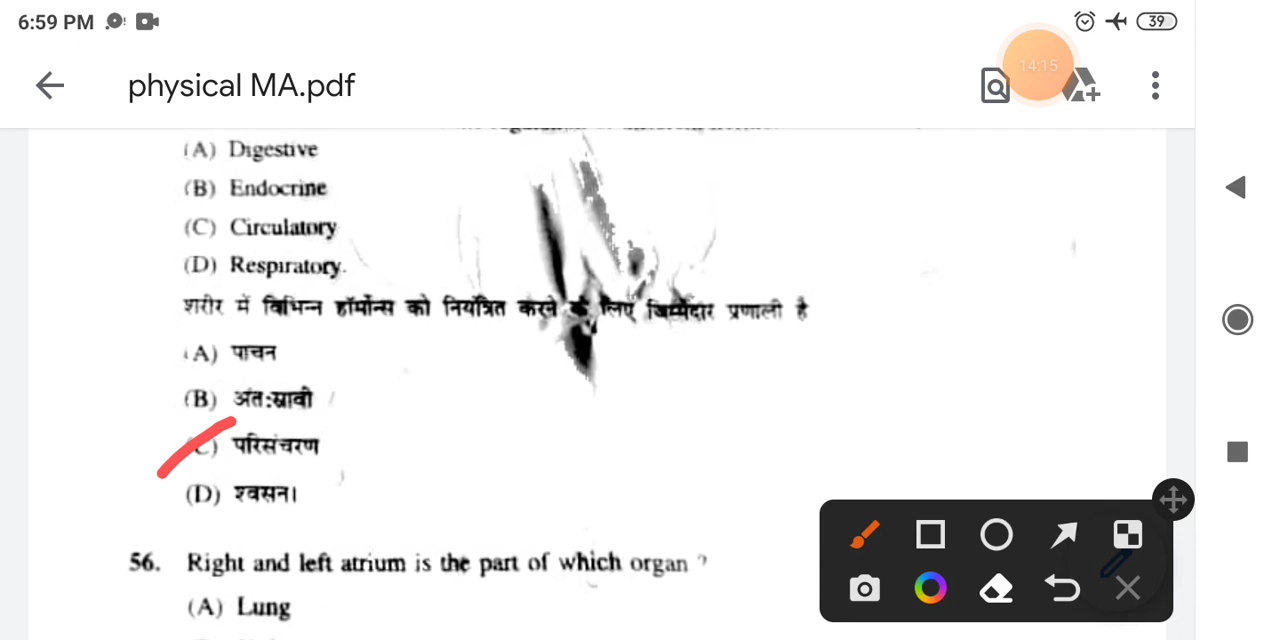 6:59 PM
39
physical MA.pdf
14:15
(A) Digestive
(B) Endocrine
(C) Circulatory
(D) Respiratory.
शरीर में विभिन्न हॉर्मोन्स को नियंत्रित करने के लिए जिम्मेदार प्रणाली है
(A) पाचन
(B) अंत:स्रावी
(C) परिसंचरण
(D) श्वसन।
56. Right and left atrium is the part of which organ ?
(A) Lung